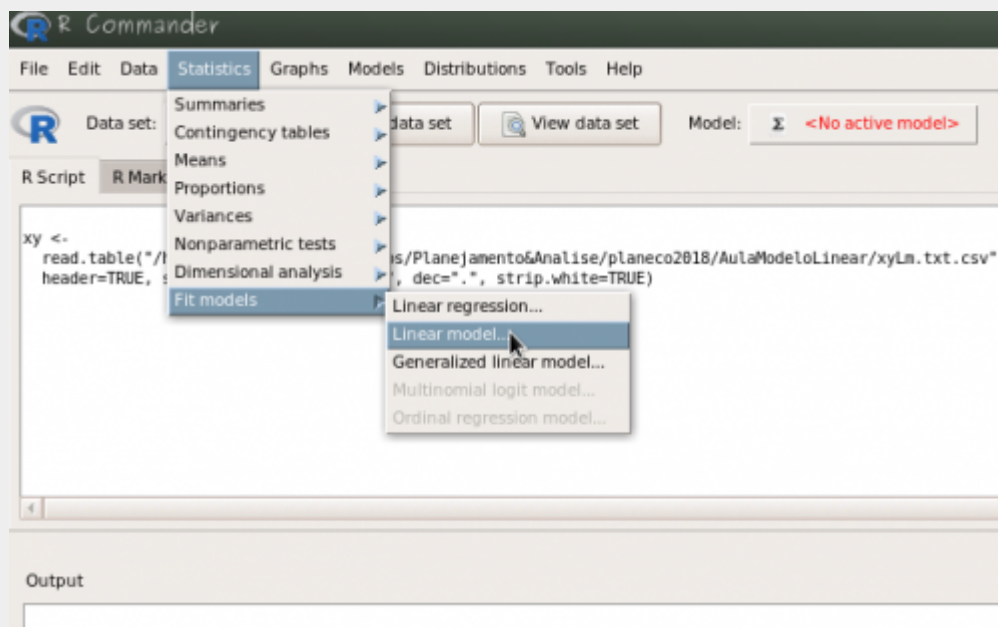 R Commander
File Edit Data Statistics Graphs Models Distributions Tools Help
R Data set: data set View data set Model: Σ <No active model>
R Script R Mark
Summaries
Contingency tables
Means
Proportions
Variances
Nonparametric tests
Dimensional analysis
Fit models
Linear regression...
Linear model...
Generalized linear model...
Multinomial logit model...
Ordinal regression model...
xy <-
read.table("/ s/Planejamento&Analise/planeco2018/AulaModeloLinear/xyLm.txt.csv"
header=TRUE, ", dec=".", strip.white=TRUE)
Output